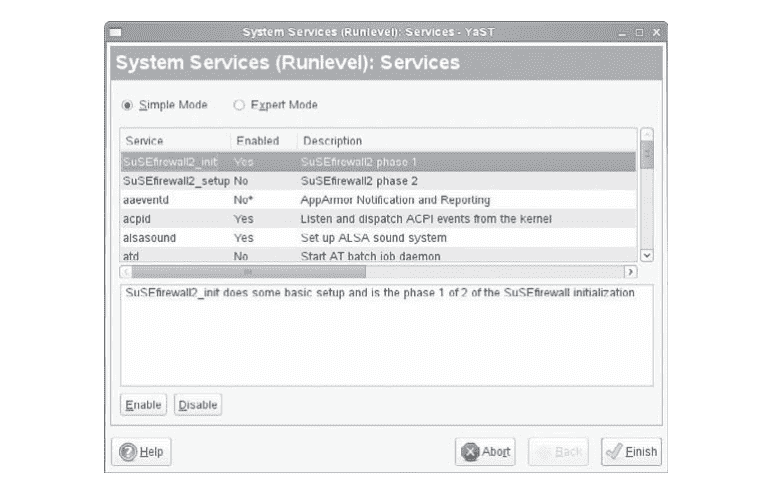 System Services (Runlevel): Services - YaST
System Services (Runlevel): Services
Simple Mode Expert Mode
Service Enabled Description
SuSEfirewall2_init Yes SuSEfirewall2 phase 1
SuSEfirewall2_setup No SuSEfirewall2 phase 2
aaeventd No* AppArmor Notification and Reporting
acpid Yes Listen and dispatch ACPI events from the kernel
alsasound Yes Set up ALSA sound system
atd No Start AT batch job daemon
SuSEfirewall2_init does some basic setup and is the phase 1 of 2 of the SuSEfirewall initialization
Enable Disable
Help Abort Back Finish